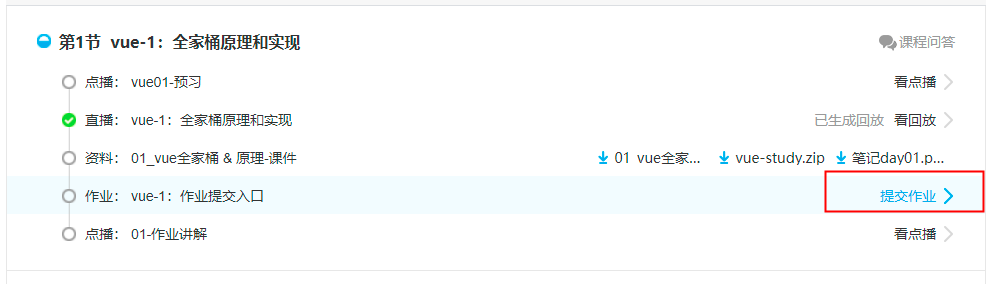 第1节 vue-1：全家桶原理和实现 课程问答
点播： vue01-预习 看点播
直播： vue-1：全家桶原理和实现 已生成回放 看回放
资料： 01_vue全家桶 & 原理-课件 01 vue全家... vue-study.zip 笔记day01.p...
作业： vue-1：作业提交入口 提交作业
点播： 01-作业讲解 看点播